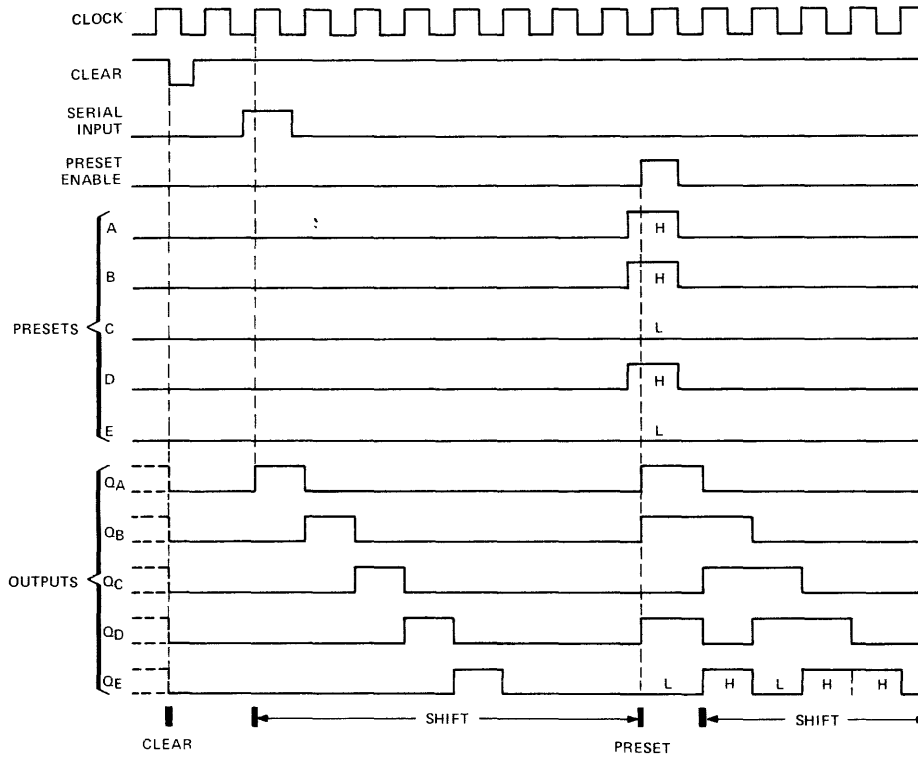 CLOCK
CLEAR
SERIAL
INPUT
PRESET
ENABLE
A H
B H
PRESETS C L
D H
E L
QA
QB
OUTPUTS QC
QD
QE L H L H H
SHIFT SHIFT
CLEAR PRESET